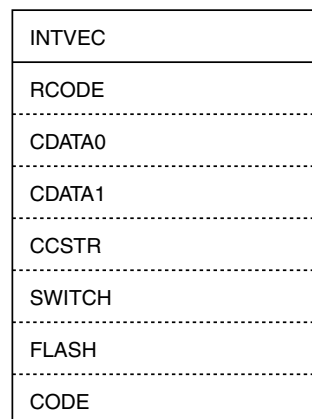 INTVEC
RCODE
CDATA0
CDATA1
CCSTR
SWITCH
FLASH
CODE